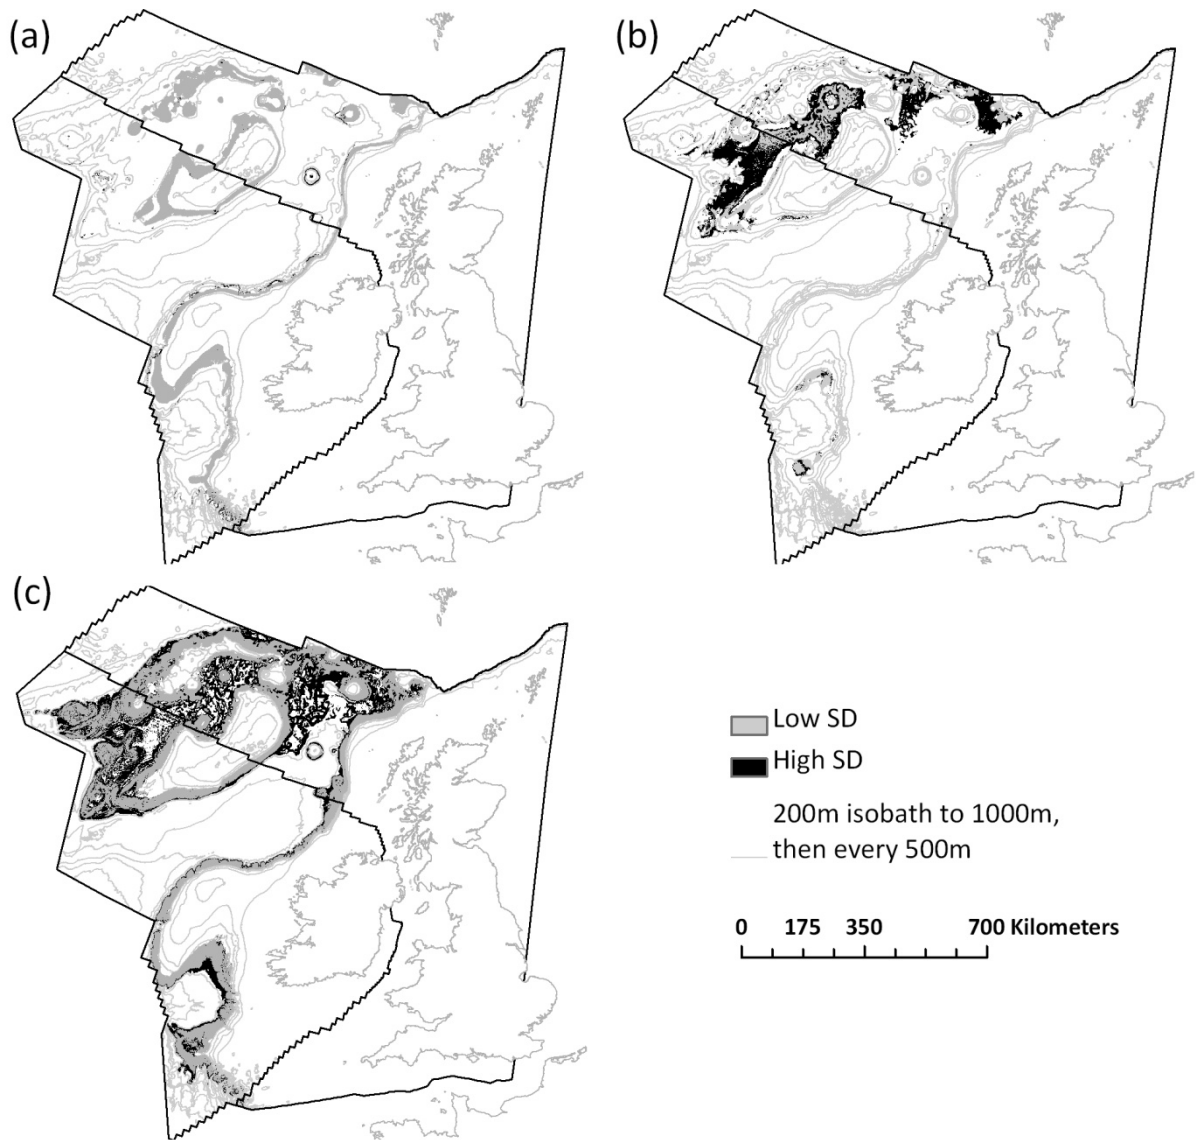 (a)
(b)
(c)
Low SD
High SD
200m isobath to 1000m,
then every 500m
0 175 350 700 Kilometers